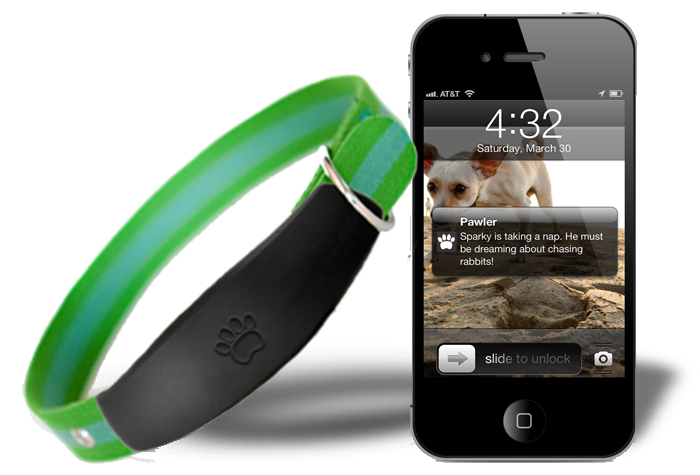 AT&T
4:32
Saturday, March 30
Pawler
Sparky is taking a nap. He must
be dreaming about chasing
rabbits!
slide to unlock